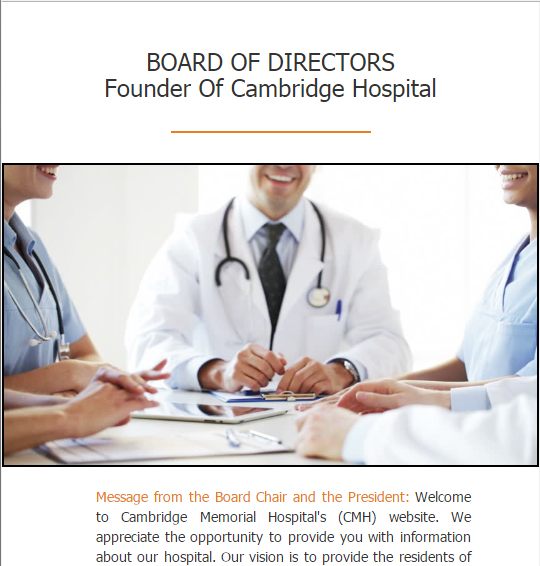 BOARD OF DIRECTORS
Founder Of Cambridge Hospital
Message from the Board Chair and the President: Welcome
to Cambridge Memorial Hospital's (CMH) website. We
appreciate the opportunity to provide you with information
about our hospital. Our vision is to provide the residents of